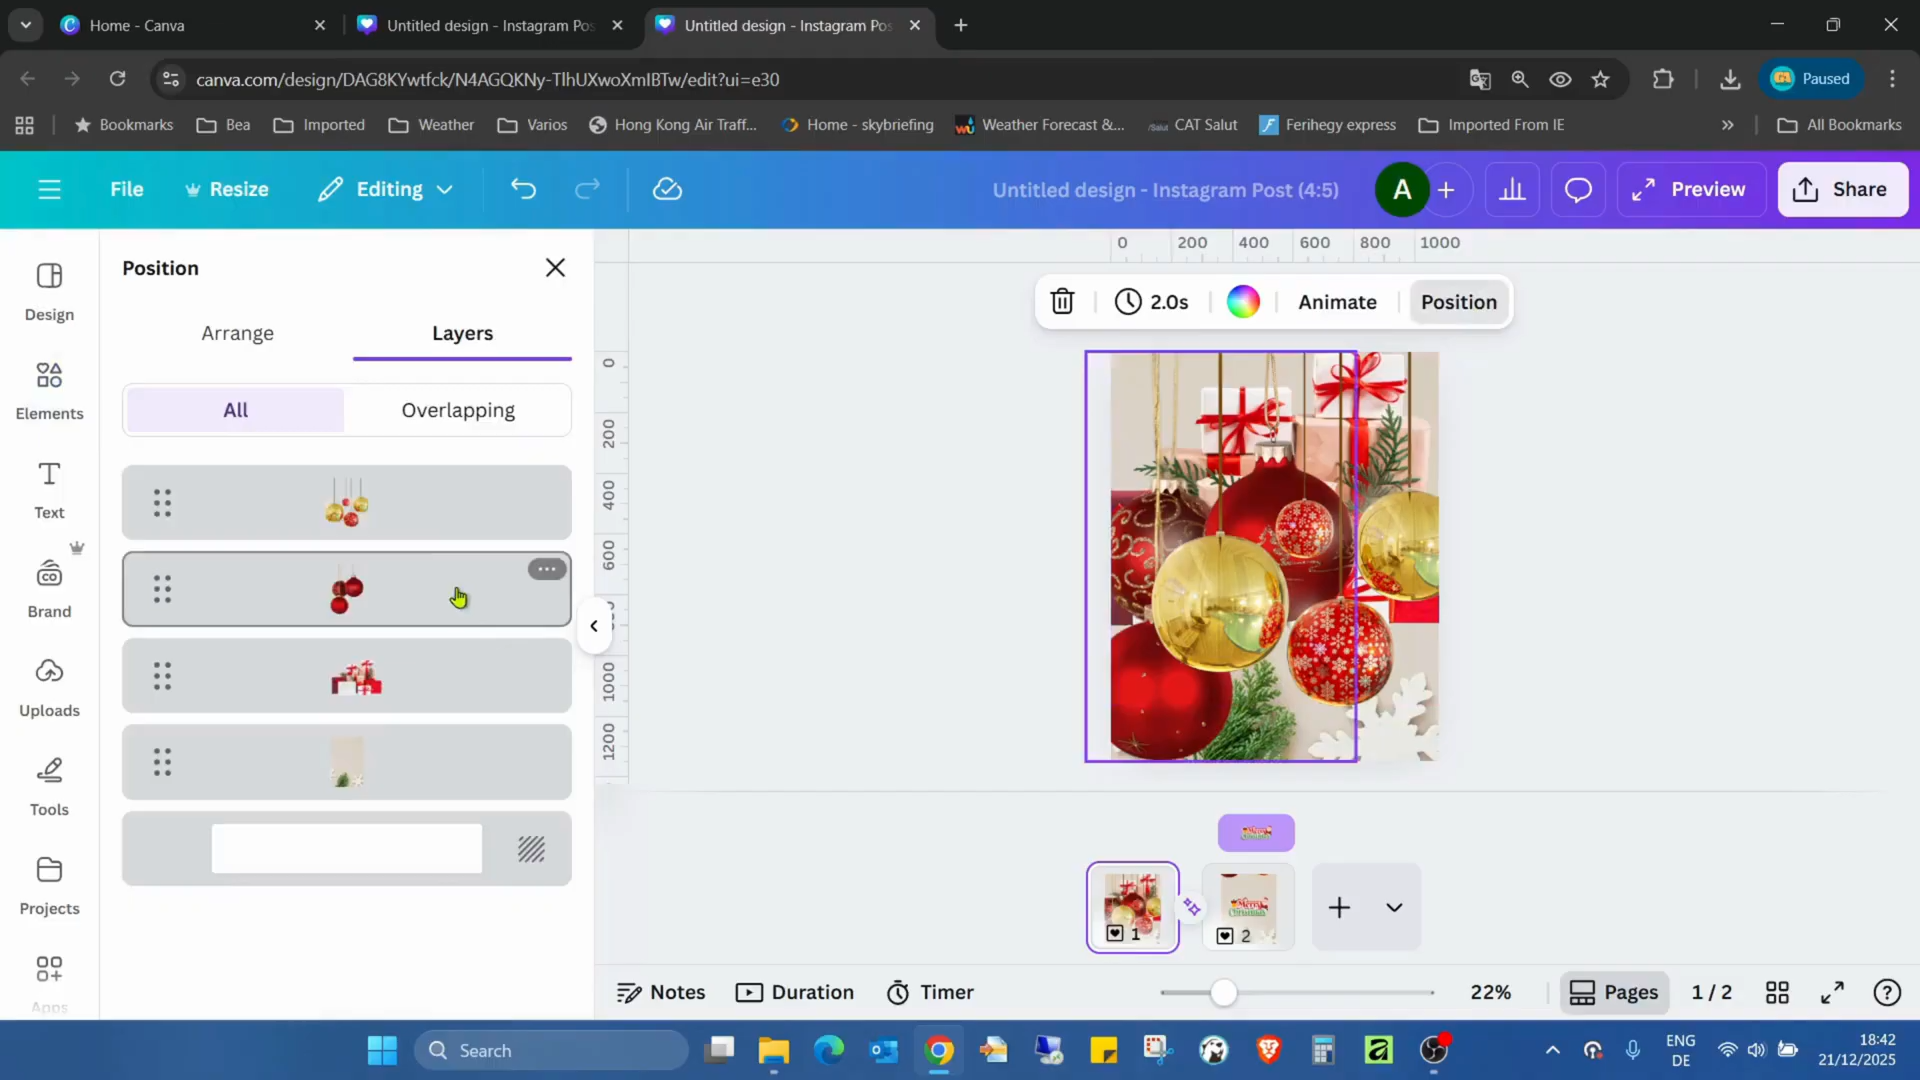 Home - Canva
Untitled design - Instagram Pos
Untitled design - Instagram Pos
canva.com/design/DAG8KYwtfck/N4AGQKNy-TlhUXwoXmIBTw/edit?ui=e30
Paused
Bookmarks
Bea
Imported
Weather
Varios
Hong Kong Air Traff...
Home - skybriefing
Weather Forecast &...
CAT Salut
Ferihegy express
Imported From IE
All Bookmarks
File
Resize
Editing
Untitled design - Instagram Post (4:5)
A
Preview
Share
Design
Elements
Text
Brand
Uploads
Tools
Projects
Apps
Position
Arrange
Layers
All
Overlapping
0 200 400 600 800 1000
2.0s
Animate
Position
0
200
400
600
1000
1200
Merry
Christmas
1
Merry
Christmas
2
Notes
Duration
Timer
22%
Pages
1 / 2
Search
ENG
DE
18:42
21/12/2025